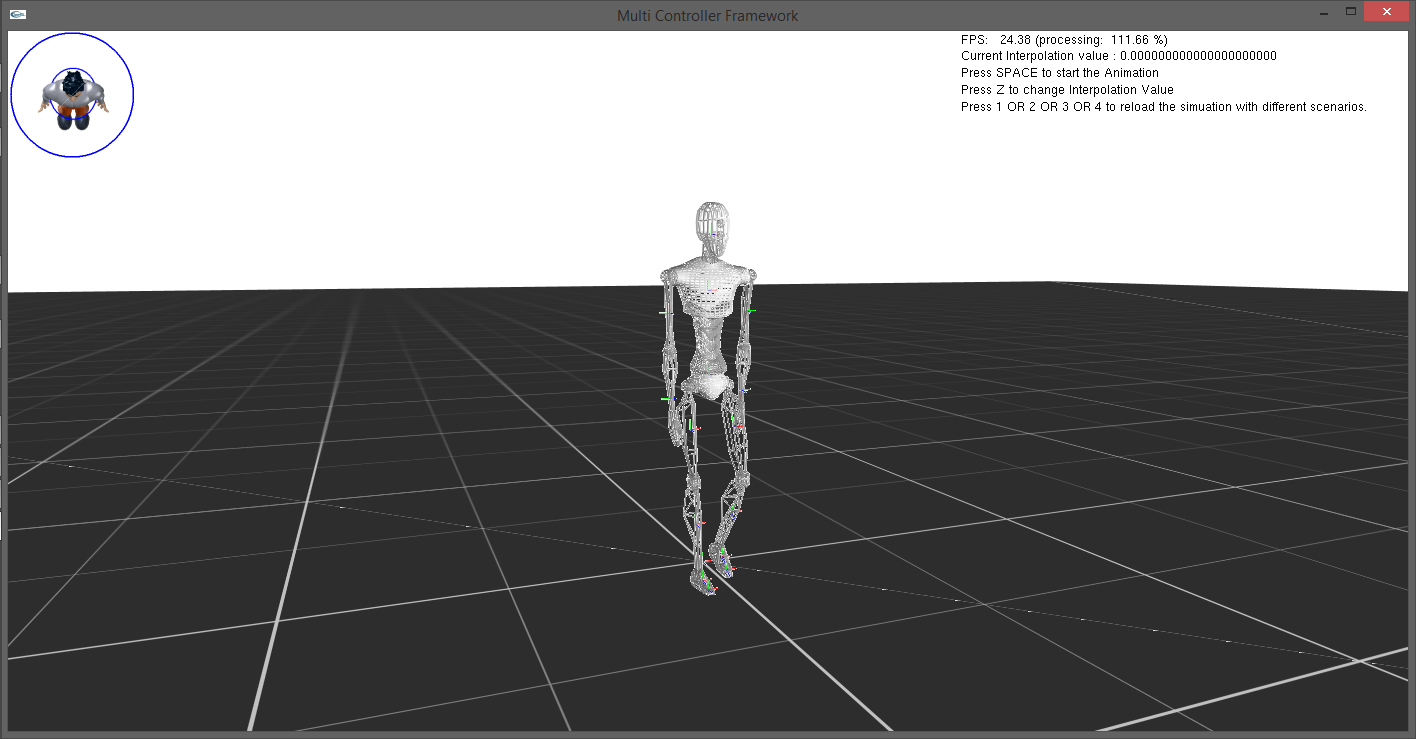 Multi Controller Framework
FPS: 24.38 (processing: 111.66 %)
Current Interpolation value : 0.000000000000000000000
Press SPACE to start the Animation
Press Z to change Interpolation Value
Press 1 OR 2 OR 3 OR 4 to reload the simuation with different scenarios.